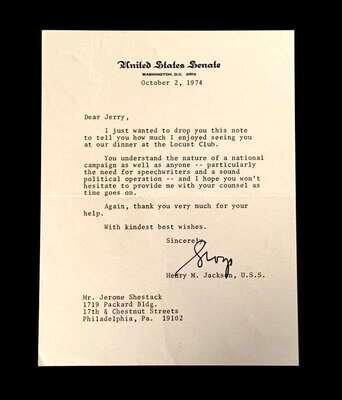 United States Senate
WASHINGTON, D.C.
October 2, 1974
Dear Jerry,
I just wanted to drop you this note
to tell you how much I enjoyed seeing you
at our dinner at the Locust Club.
You understand the nature of a national
campaign as well as anyone -- particularly
the need for speechwriters and a sound
political operation -- and I hope you won't
hesitate to provide me with your counsel as
time goes on.
Again, thank you very much for your
help.
With kindest best wishes.
Sincerely
Henry M. Jackson, U.S.S.
Mr. Jerome Shestack
1719 Packard Bldg.
17th & Chestnut Streets
Philadelphia, Pa. 19102